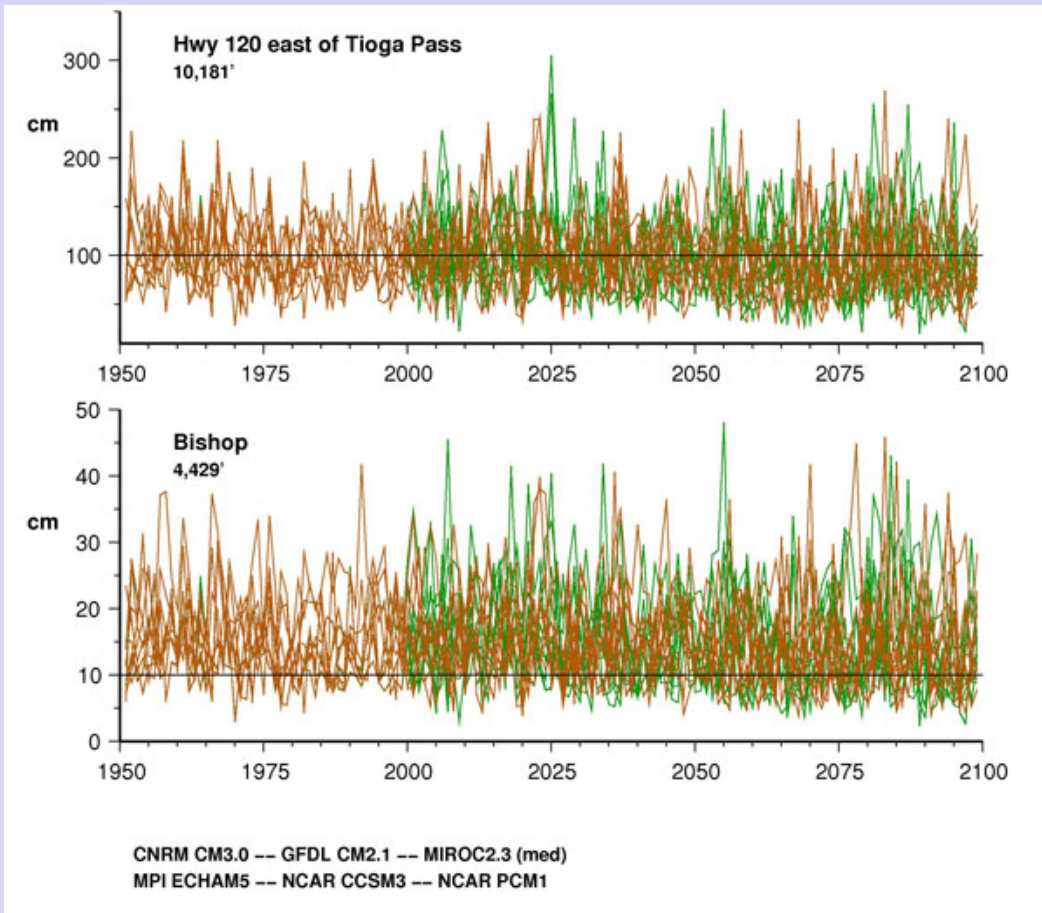 Hwy 120 east of Tioga Pass
10,181'
cm
300
200
100
1950 1975 2000 2025 2050 2075 2100
Bishop
4,429'
cm
50
40
30
20
10
0
1950 1975 2000 2025 2050 2075 2100
CNRM CM3.0 -- GFDL CM2.1 -- MIROC2.3 (med)
MPI ECHAM5 -- NCAR CCSM3 -- NCAR PCM1